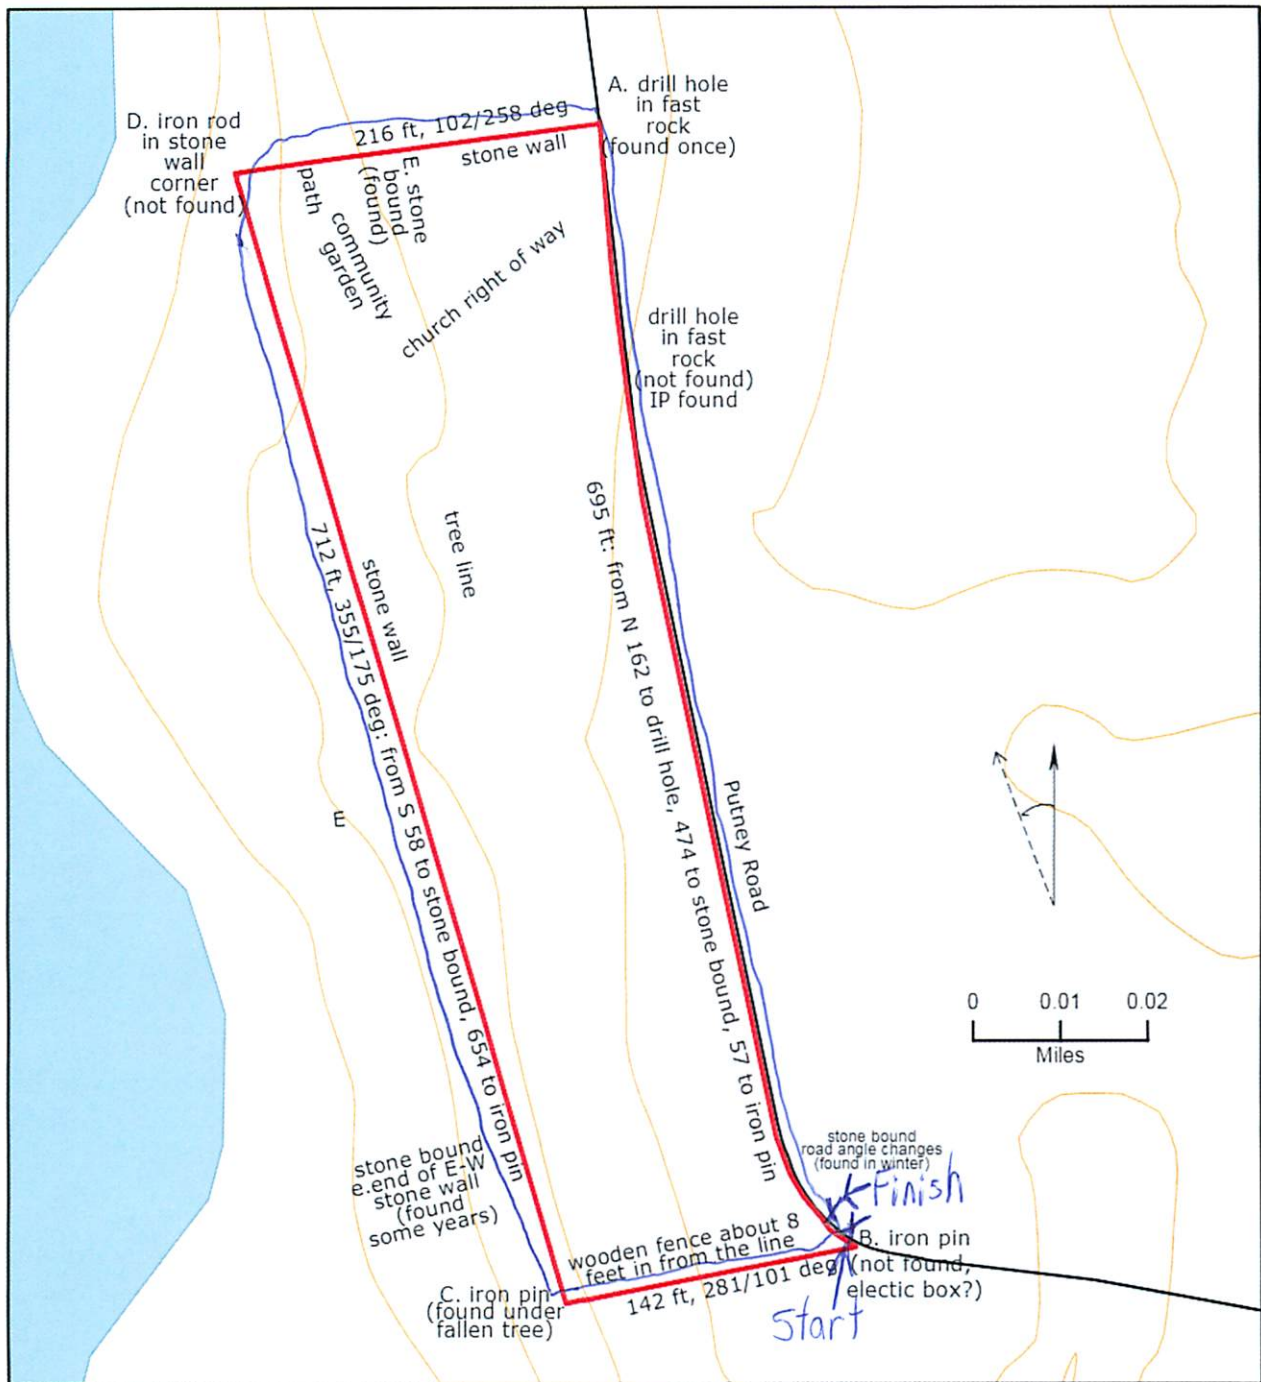 A. drill hole
in fast
rock
(found once)
D. iron rod
in stone
wall
corner
(not found)
216 ft, 102/258 deg
stone wall
E. stone
bound
(found)
path
community
garden
church right of way
drill hole
in fast
rock
(not found)
IP found
695 ft: from N 162 to drill hole, 474 to stone bound, 57 to iron pin
tree line
stone wall
712 ft, 355/175 deg: from S 58 to stone bound, 654 to iron pin
Putney Road
E
0 0.01 0.02
Miles
stone bound
road angle changes
(found in winter)
Finish
stone bound
e.end of E-W
stone wall
(found
some years)
wooden fence about 8
feet in from the line
B. iron pin
(not found,
electic box?)
142 ft, 281/101 deg
C. iron pin
(found under
fallen tree)
Start